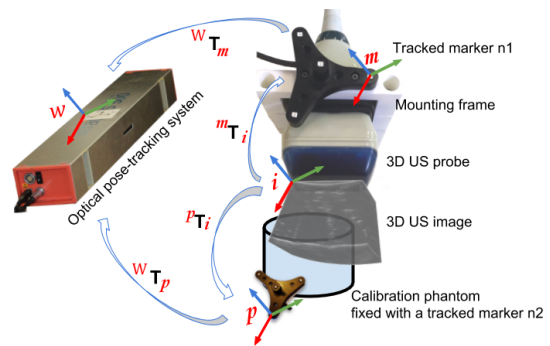 ᵂT𝑚
m
Tracked marker n1
w
Mounting frame
ᵐT𝑖
Optical pose-tracking system
3D US probe
i
ᵖT𝑖
3D US image
ᵂT𝑝
Calibration phantom
fixed with a tracked marker n2
p